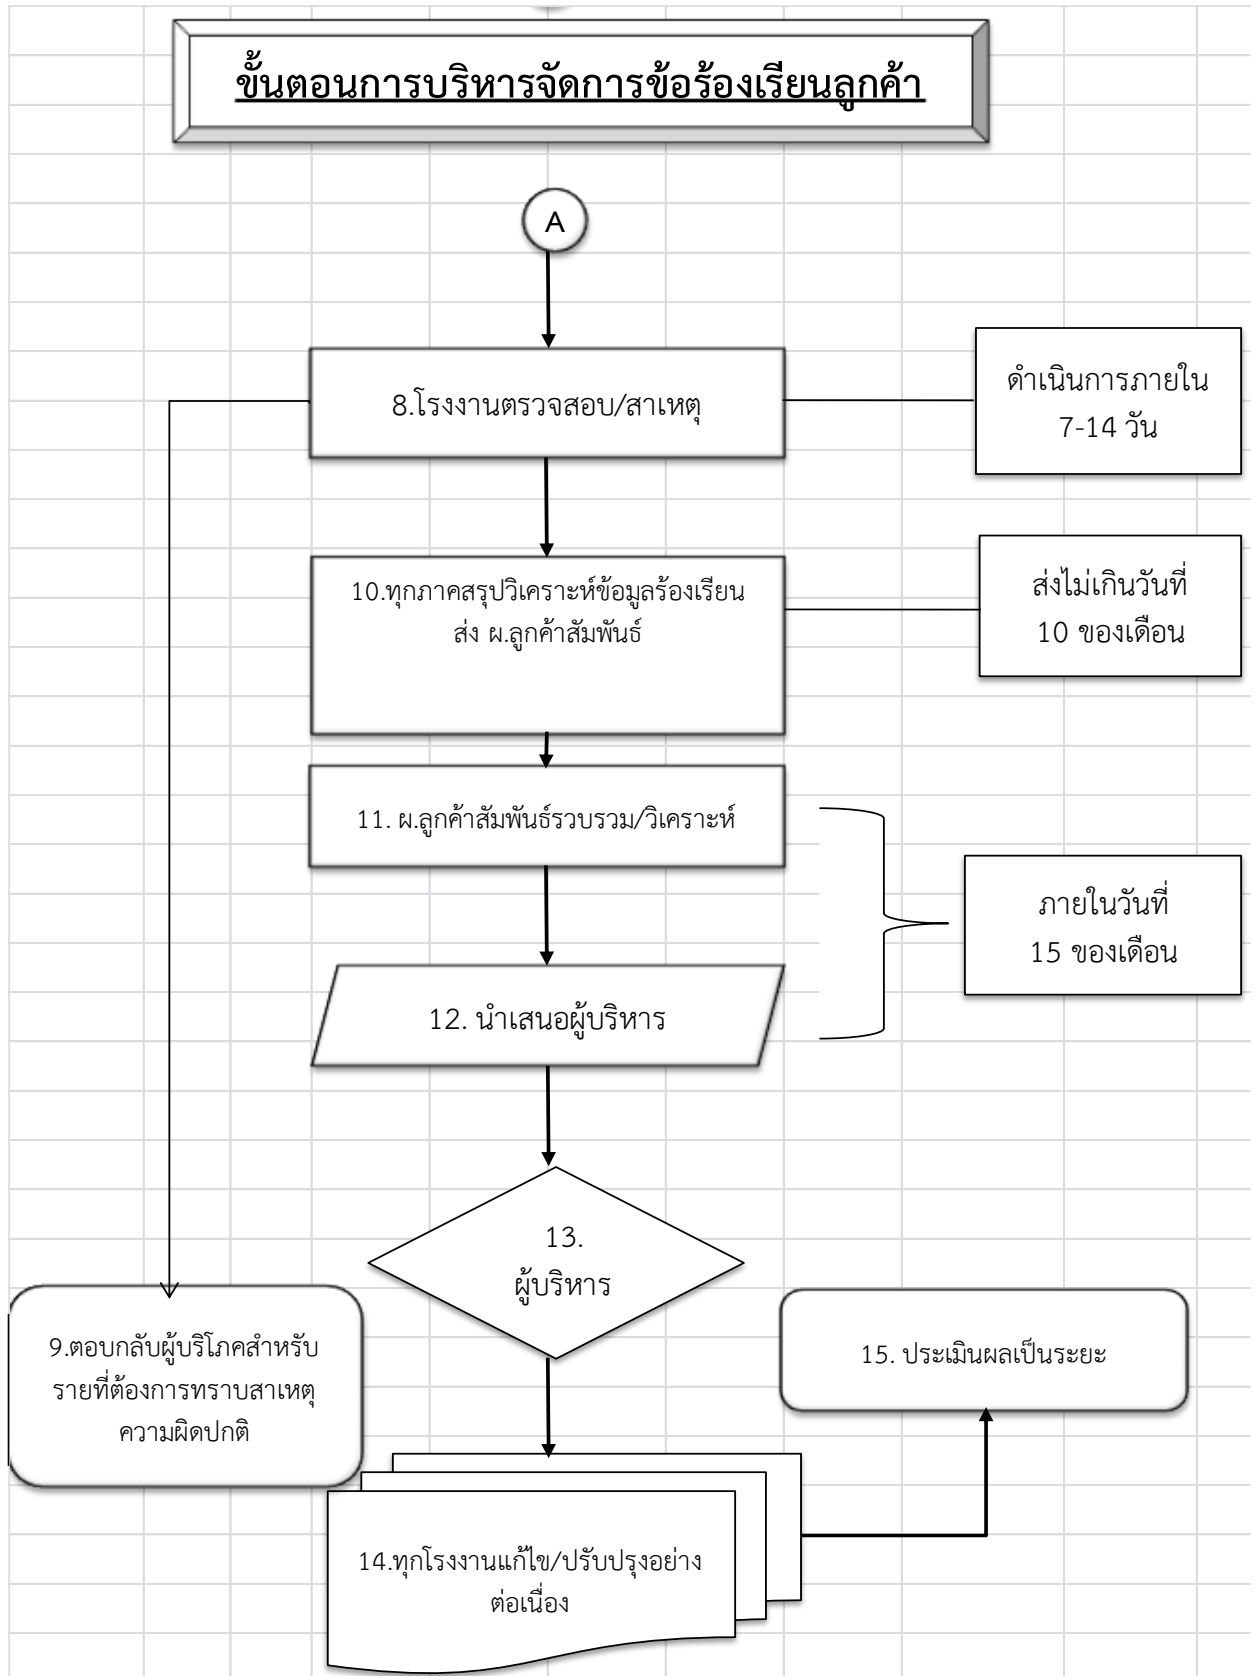 ขั้นตอนการบริหารจัดการข้อร้องเรียนลูกค้า
A
8.โรงงานตรวจสอบ/สาเหตุ
ดำเนินการภายใน
7-14 วัน
10.ทุกภาคสรุปวิเคราะห์ข้อมูลร้องเรียน
ส่ง ผ.ลูกค้าสัมพันธ์
ส่งไม่เกินวันที่
10 ของเดือน
11. ผ.ลูกค้าสัมพันธ์รวบรวม/วิเคราะห์
ภายในวันที่
15 ของเดือน
12. นำเสนอผู้บริหาร
13.
ผู้บริหาร
9.ตอบกลับผู้บริโภคสำหรับ
รายที่ต้องการทราบสาเหตุ
ความผิดปกติ
15. ประเมินผลเป็นระยะ
14.ทุกโรงงานแก้ไข/ปรับปรุงอย่าง
ต่อเนื่อง